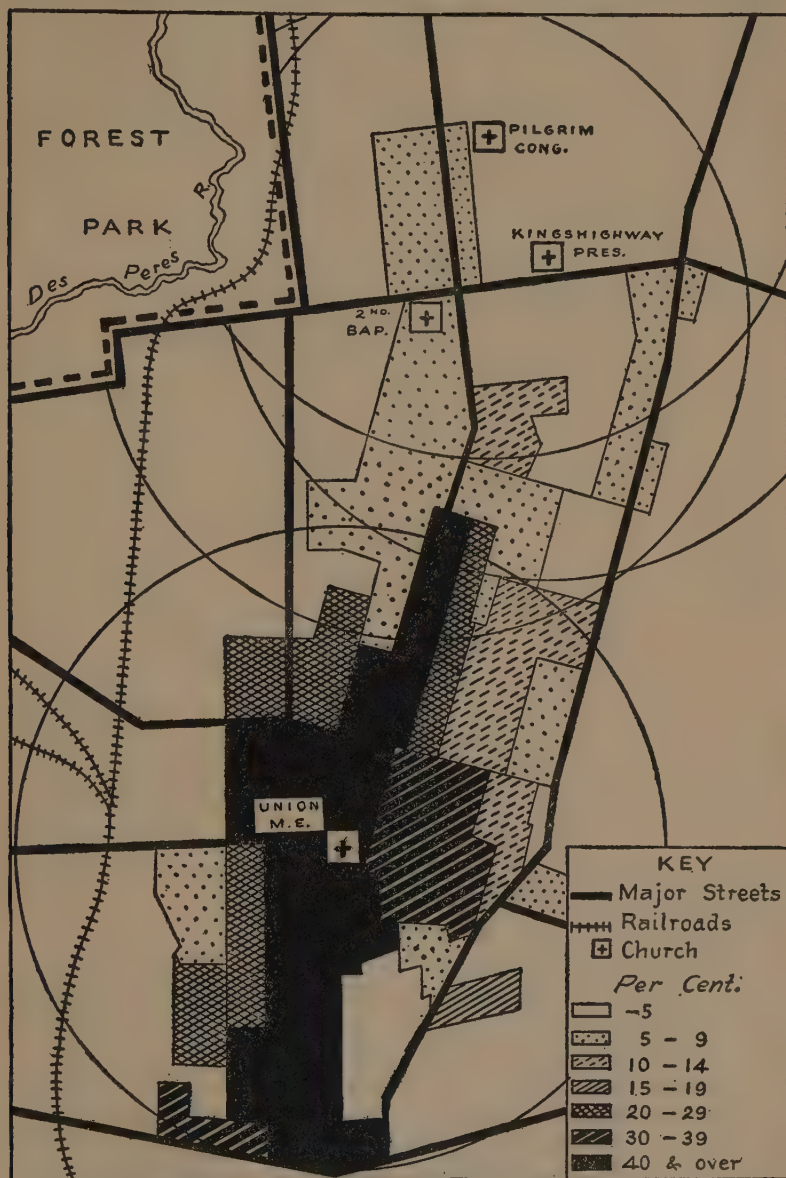 FOREST
PARK
Des Peres R.
PILGRIM
CONG.
KINGSHIGHWAY
PRES.
2ND.
BAP.
UNION
M.E.
KEY
Major Streets
Railroads
Church
Per Cent.
-5
5 - 9
10 - 14
15 - 19
20 - 29
30 - 39
40 & over